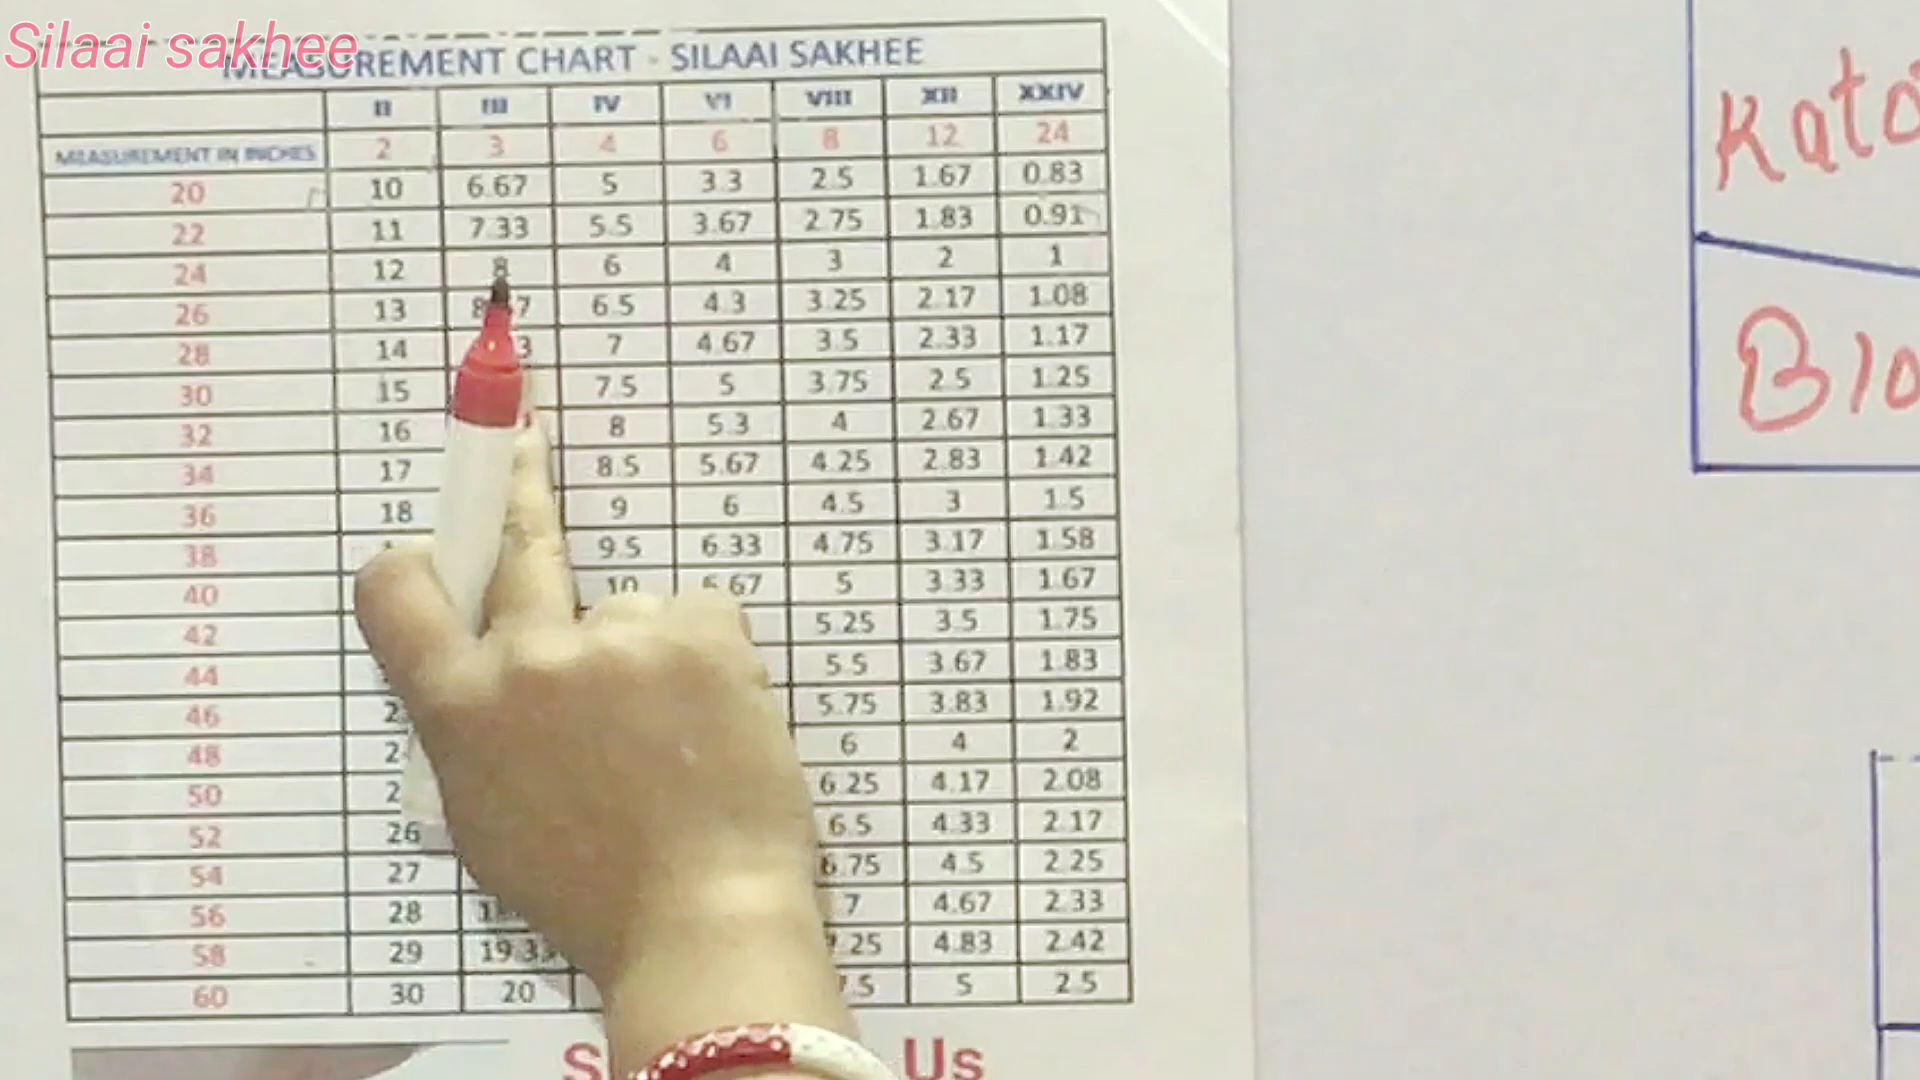 Silaai sakhee
MEASUREMENT CHART - SILAAI SAKHEE
II III IV VI VIII XII XXIV
MEASUREMENT IN INCHES 2 3 4 6 8 12 24
20 10 6.67 5 3.3 2.5 1.67 0.83
22 11 7.33 5.5 3.67 2.75 1.83 0.91
24 12 8 6 4 3 2 1
26 13 6.5 4.3 3.25 2.17 1.08
28 14 7 4.67 3.5 2.33 1.17
30 15 7.5 5 3.75 2.5 1.25
32 16 8 5.3 4 2.67 1.33
34 17 8.5 5.67 4.25 2.83 1.42
36 18 9 6 4.5 3 1.5
38 9.5 6.33 4.75 3.17 1.58
40 10 6.67 5 3.33 1.67
42 5.25 3.5 1.75
44 5.5 3.67 1.83
46 5.75 3.83 1.92
48 6 4 2
50 6.25 4.17 2.08
52 26 6.5 4.33 2.17
54 27 6.75 4.5 2.25
56 28 7 4.67 2.33
58 29 19.33 4.83 2.42
60 30 20 5 2.5
Us